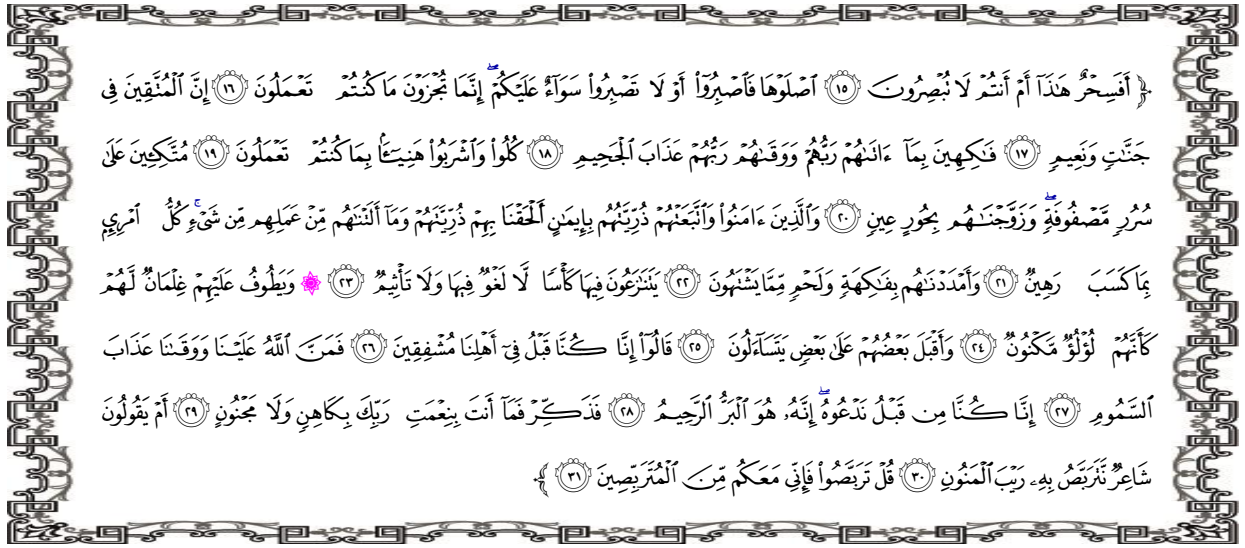 ﴿ أَفَسِحْرٌ هَٰذَآ أَمْ أَنتُمْ لَا تُبْصِرُونَ ۝١٥ ٱصْلَوْهَا فَٱصْبِرُوٓا۟ أَوْ لَا تَصْبِرُوا۟ سَوَآءٌ عَلَيْكُمْ ۖ إِنَّمَا تُجْزَوْنَ مَا كُنتُمْ تَعْمَلُونَ ۝١٦ إِنَّ ٱلْمُتَّقِينَ فِى
جَنَّٰتٍ وَنَعِيمٍ ۝١٧ فَٰكِهِينَ بِمَآ ءَاتَىٰهُمْ رَبُّهُمْ وَوَقَىٰهُمْ رَبُّهُمْ عَذَابَ ٱلْجَحِيمِ ۝١٨ كُلُوا۟ وَٱشْرَبُوا۟ هَنِيٓـًٔۢا بِمَا كُنتُمْ تَعْمَلُونَ ۝١٩ مُتَّكِـِٔينَ عَلَىٰ
سُرُرٍ مَّصْفُوفَةٍ ۖ وَزَوَّجْنَٰهُم بِحُورٍ عِينٍ ۝٢٠ وَٱلَّذِينَ ءَامَنُوا۟ وَٱتَّبَعَتْهُمْ ذُرِّيَّتُهُم بِإِيمَٰنٍ أَلْحَقْنَا بِهِمْ ذُرِّيَّتَهُمْ وَمَآ أَلَتْنَٰهُم مِّنْ عَمَلِهِم مِّن شَىْءٍ ۚ كُلُّ ٱمْرِئٍۭ
بِمَا كَسَبَ رَهِينٌ ۝٢١ وَأَمْدَدْنَٰهُم بِفَٰكِهَةٍ وَلَحْمٍ مِّمَّا يَشْتَهُونَ ۝٢٢ يَتَنَٰزَعُونَ فِيهَا كَأْسًا لَّا لَغْوٌ فِيهَا وَلَا تَأْثِيمٌ ۝٢٣ ۞ وَيَطُوفُ عَلَيْهِمْ غِلْمَانٌ لَّهُمْ
كَأَنَّهُمْ لُؤْلُؤٌ مَّكْنُونٌ ۝٢٤ وَأَقْبَلَ بَعْضُهُمْ عَلَىٰ بَعْضٍ يَتَسَآءَلُونَ ۝٢٥ قَالُوٓا۟ إِنَّا كُنَّا قَبْلُ فِىٓ أَهْلِنَا مُشْفِقِينَ ۝٢٦ فَمَنَّ ٱللَّهُ عَلَيْنَا وَوَقَىٰنَا عَذَابَ
ٱلسَّمُومِ ۝٢٧ إِنَّا كُنَّا مِن قَبْلُ نَدْعُوهُ ۖ إِنَّهُۥ هُوَ ٱلْبَرُّ ٱلرَّحِيمُ ۝٢٨ فَذَكِّرْ فَمَآ أَنتَ بِنِعْمَتِ رَبِّكَ بِكَاهِنٍ وَلَا مَجْنُونٍ ۝٢٩ أَمْ يَقُولُونَ
شَاعِرٌ نَّتَرَبَّصُ بِهِۦ رَيْبَ ٱلْمَنُونِ ۝٣٠ قُلْ تَرَبَّصُوا۟ فَإِنِّى مَعَكُم مِّنَ ٱلْمُتَرَبِّصِينَ ۝٣١ ﴾.